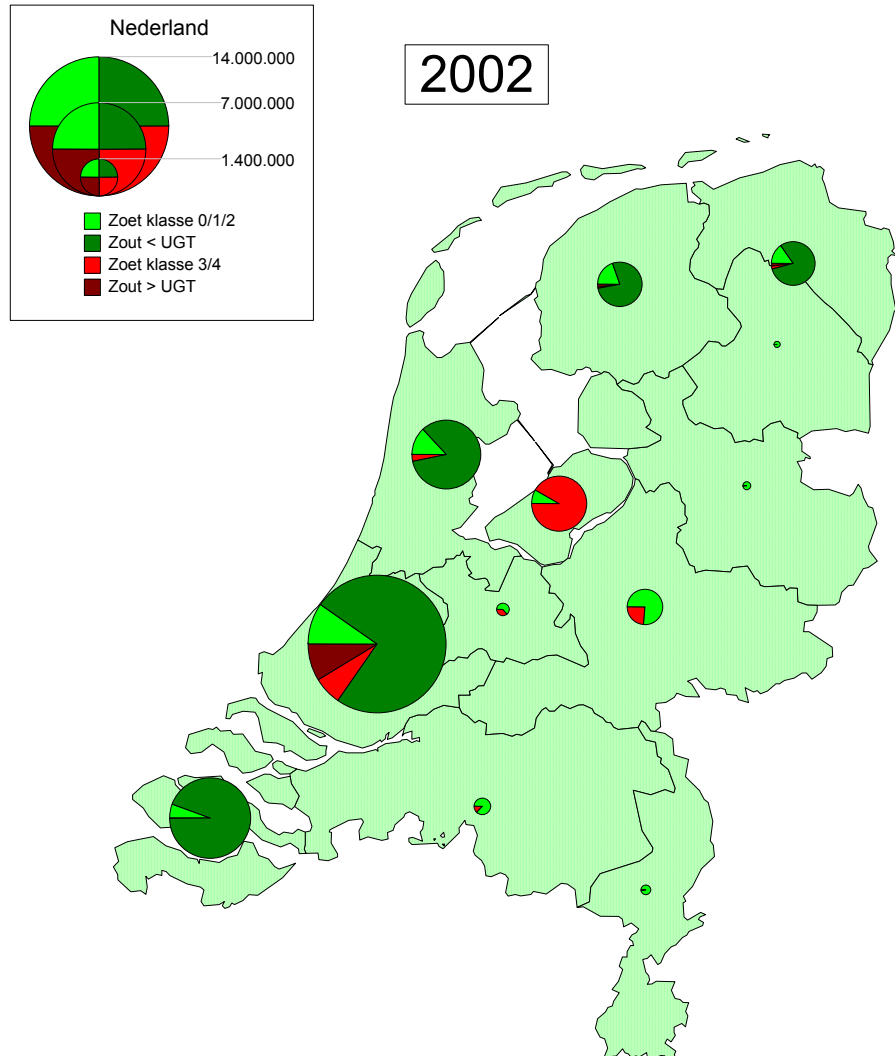 Nederland
14.000.000
7.000.000
1.400.000
Zoet klasse 0/1/2
Zout < UGT
Zoet klasse 3/4
Zout > UGT
2002